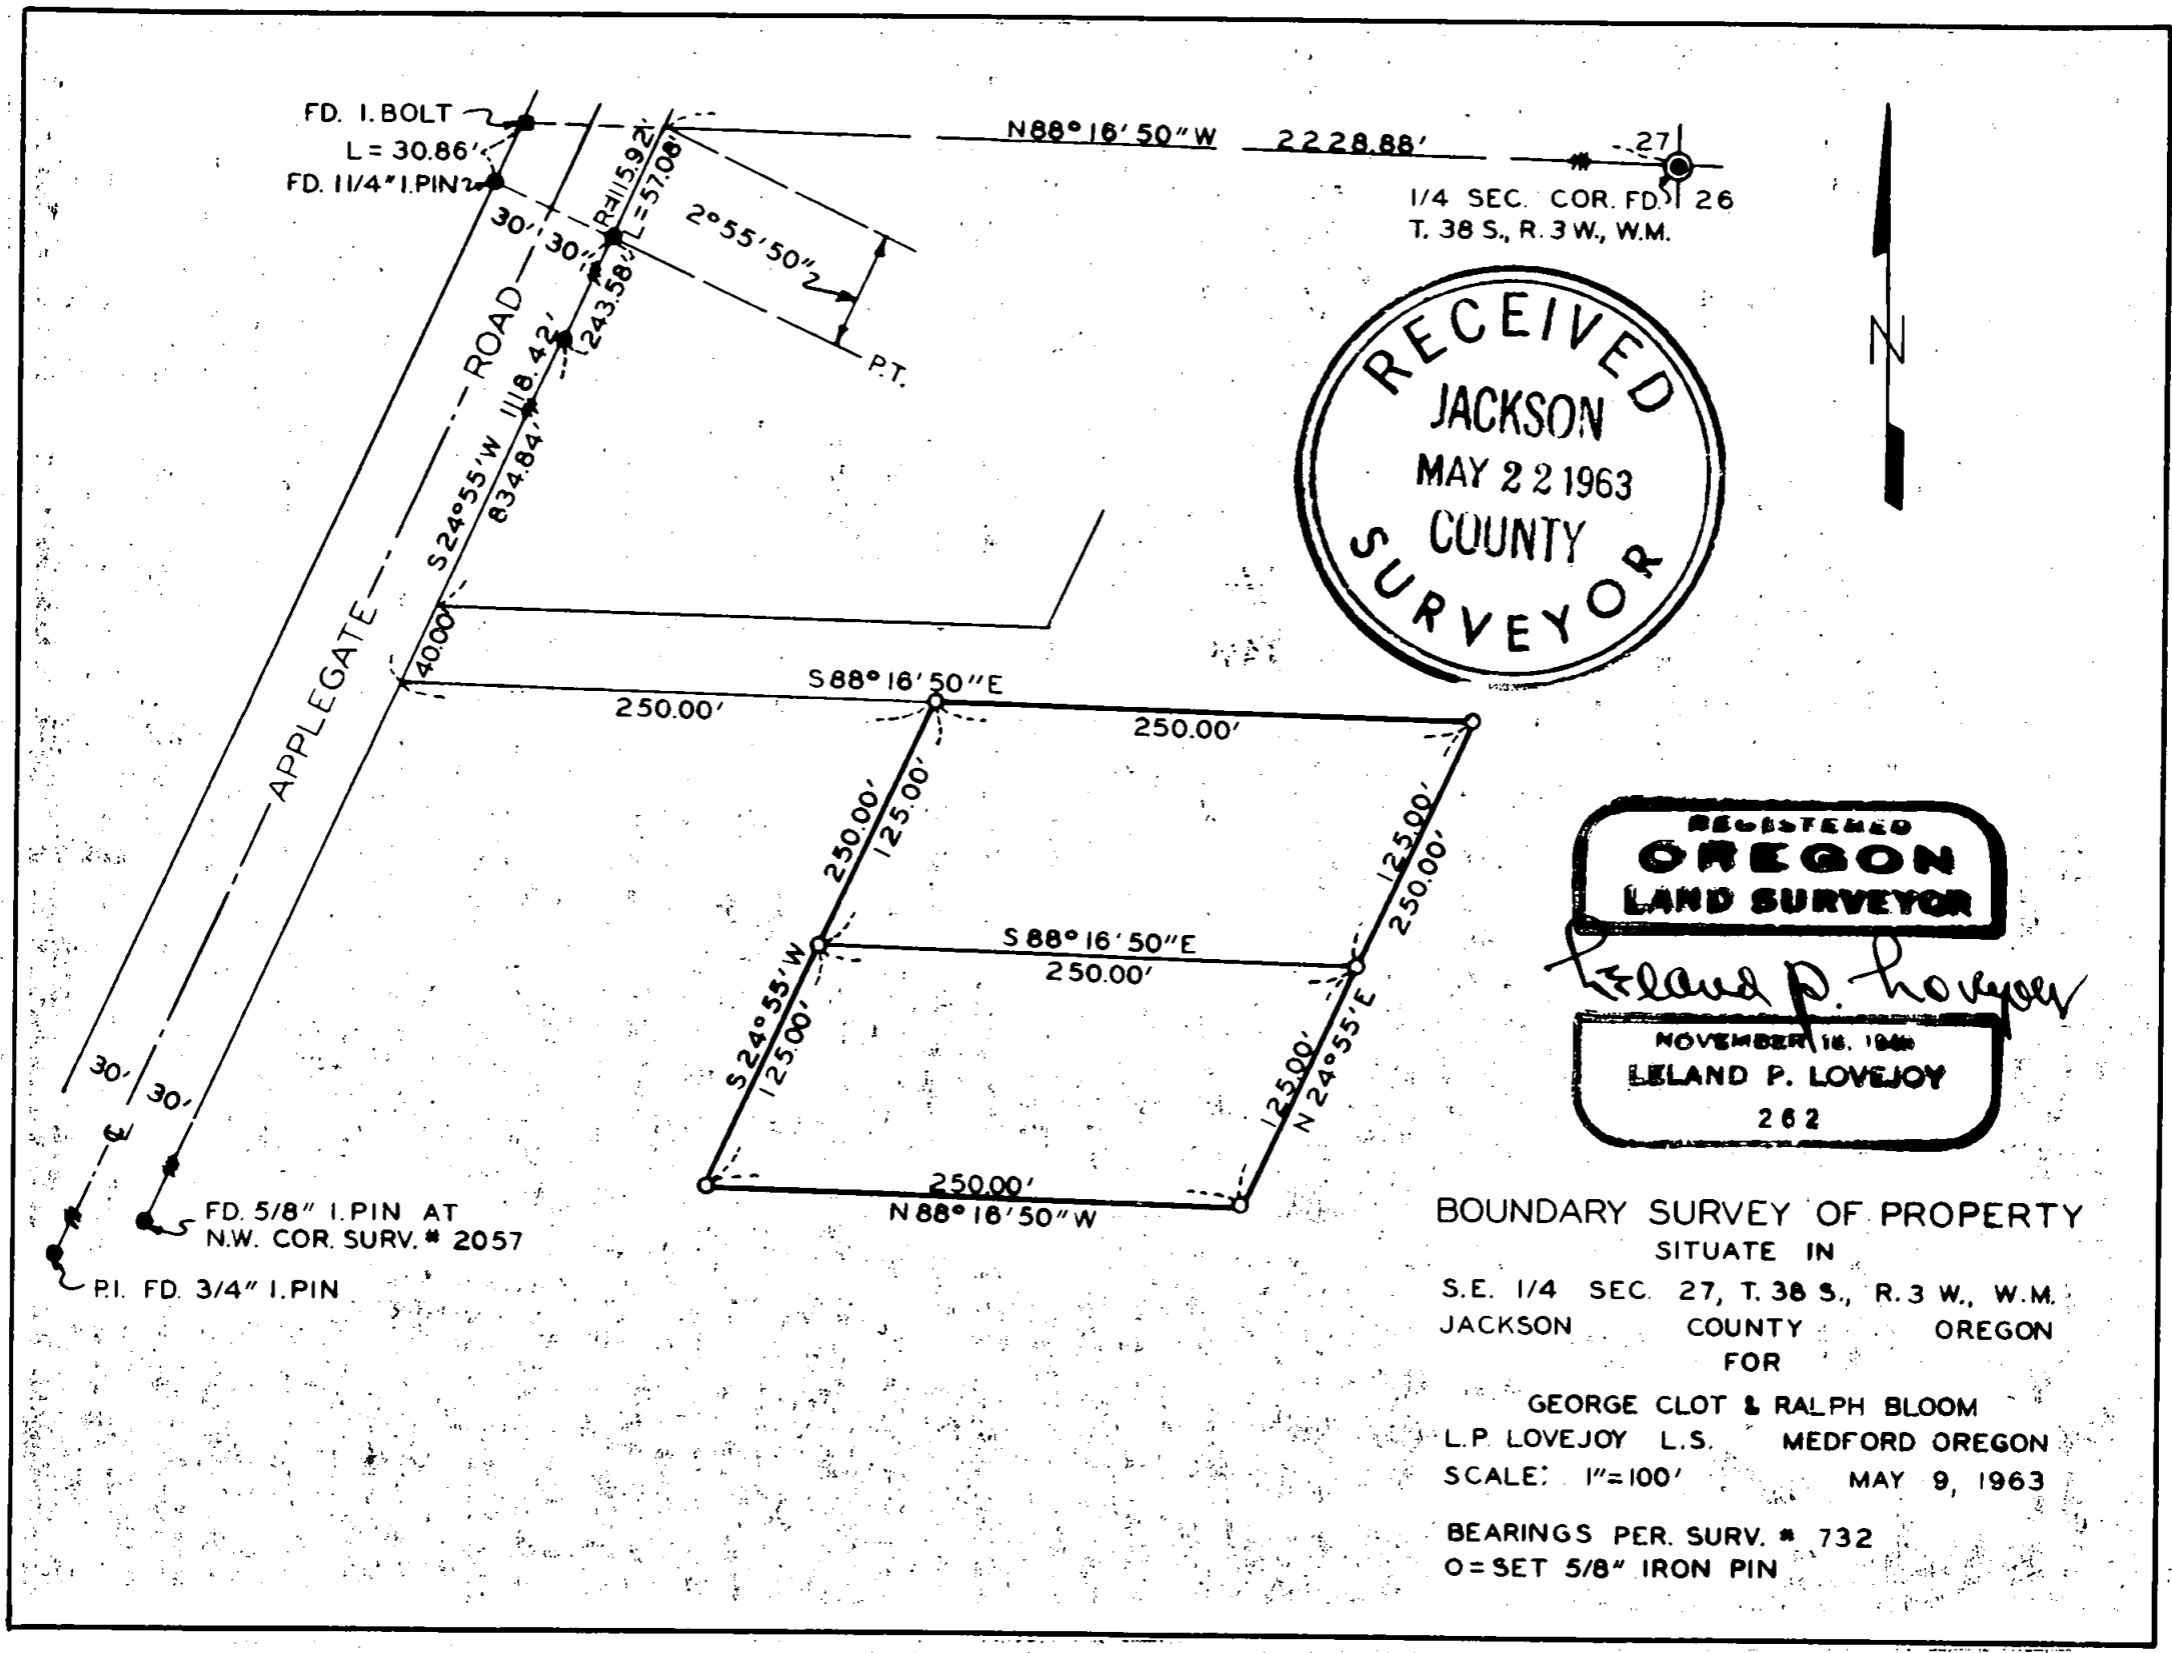 FD. I.BOLT
L = 30.86'
FD. 1 1/4" I.PIN
30' 30'
R=1115.92'
L=57.08'
2°55'50"
P.T.
N88°16'50"W 2228.88'
27
26
1/4 SEC. COR. FD.
T. 38 S., R. 3 W., W.M.
N
243.58'
S24°55'W 1118.42'
834.84'
40.00'
APPLEGATE ROAD
RECEIVED
JACKSON
MAY 22 1963
COUNTY
SURVEYOR
S88°16'50"E
250.00'
250.00'
250.00'
125.00'
125.00'
250.00'
S88°16'50"E
250.00'
S24°55'W
125.00'
125.00'
N24°55'E
250.00'
N88°16'50"W
30' 30'
FD. 5/8" I.PIN AT
N.W. COR. SURV. # 2057
P.I. FD. 3/4" I.PIN
REGISTERED
OREGON
LAND SURVEYOR
Leland P. Lovejoy
NOVEMBER
LELAND P. LOVEJOY
262
BOUNDARY SURVEY OF PROPERTY
SITUATE IN
S.E. 1/4 SEC. 27, T. 38 S., R. 3 W., W.M.
JACKSON COUNTY OREGON
FOR
GEORGE CLOT & RALPH BLOOM
L.P. LOVEJOY L.S. MEDFORD OREGON
SCALE: 1"=100' MAY 9, 1963
BEARINGS PER. SURV. # 732
O=SET 5/8" IRON PIN